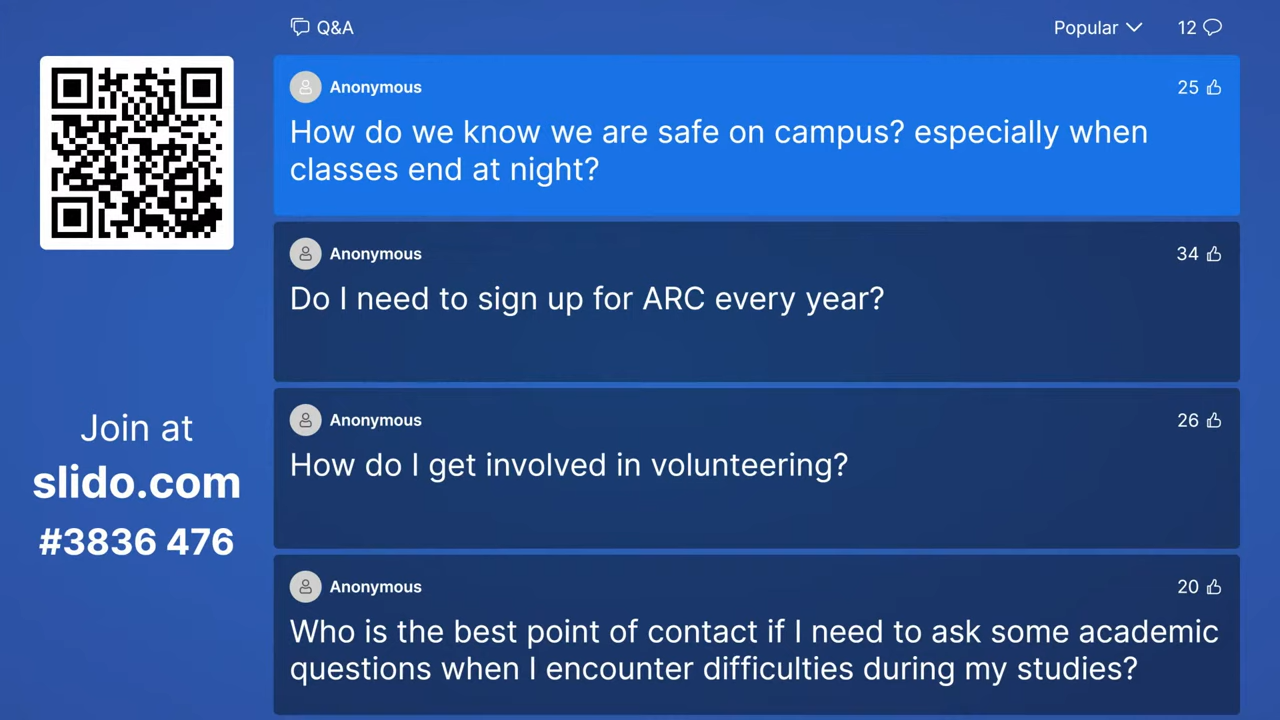 Q&A
Popular
12
Anonymous
25
How do we know we are safe on campus? especially when
classes end at night?
Anonymous
34
Do I need to sign up for ARC every year?
Anonymous
26
How do I get involved in volunteering?
Anonymous
20
Who is the best point of contact if I need to ask some academic
questions when I encounter difficulties during my studies?
Join at
slido.com
#3836 476